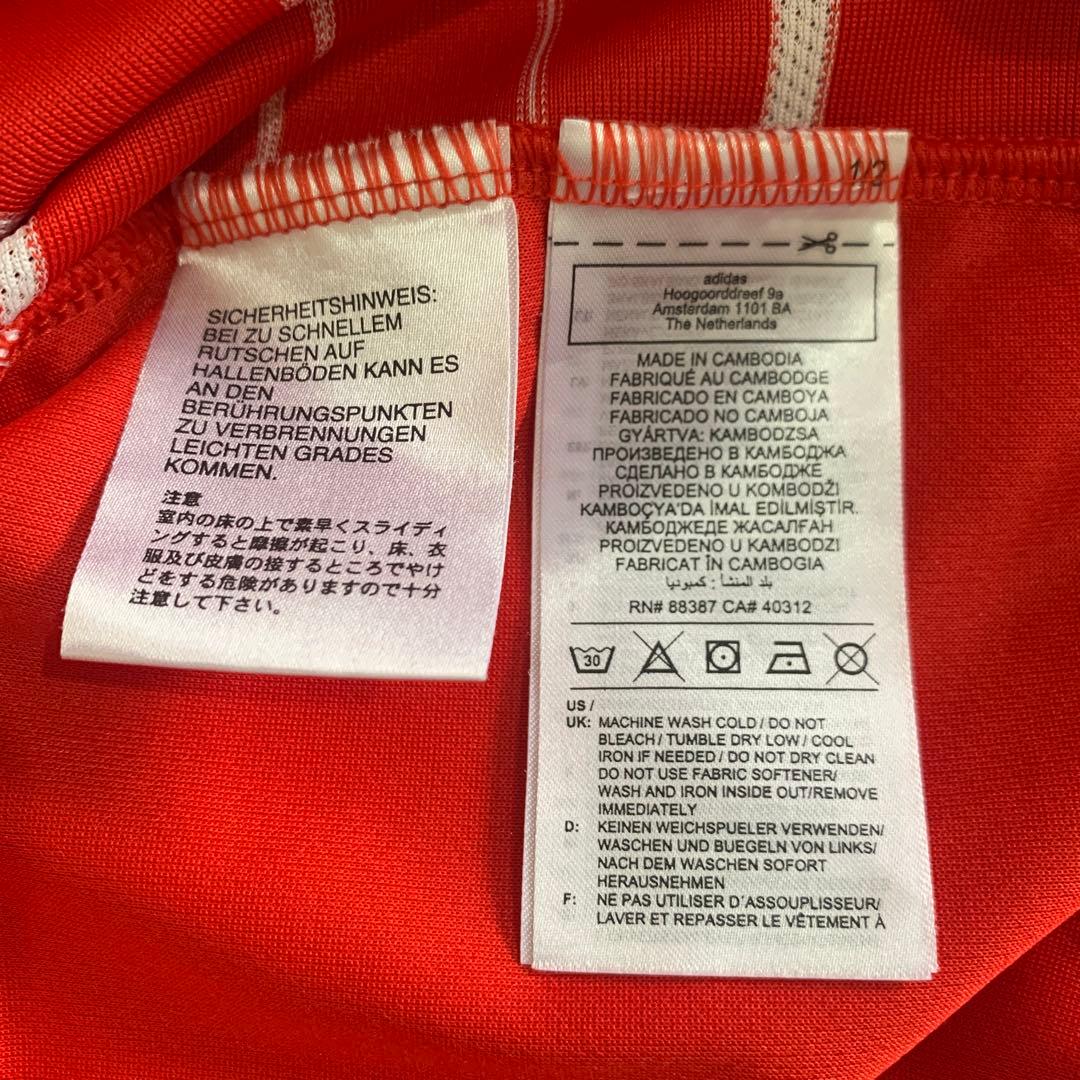 SICHERHEITSHINWEIS:
BEI ZU SCHNELLEM
RUTSCHEN AUF
HALLENBÖDEN KANN ES
AN DEN
BERÜHRUNGSPUNKTEN
ZU VERBRENNUNGEN
LEICHTEN GRADES
KOMMEN.
注意
室内の床の上で素早くスライディ
ングすると摩擦が起こり、床、衣
服及び皮膚の接するところでやけ
どをする危険がありますので十分
注意して下さい。
1/2
adidas
Hoogoorddreef 9a
Amsterdam 1101 BA
The Netherlands
MADE IN CAMBODIA
FABRIQUÉ AU CAMBODGE
FABRICADO EN CAMBOYA
FABRICADO NO CAMBOJA
GYÁRTVA: KAMBODZSA
ПРОИЗВЕДЕНО В КАМБОДЖА
СДЕЛАНО В КАМБОДЖЕ
PROIZVEDENO U KOMBODŽI
KAMBOÇYA'DA İMAL EDİLMİŞTİR.
КАМБОДЖЕДЕ ЖАСАЛҒАН
PROIZVEDENO U KAMBODZI
FABRICAT ÎN CAMBOGIA
بلد المنشأ : كمبوديا
RN# 88387 CA# 40312
30
US /
UK: MACHINE WASH COLD / DO NOT
BLEACH / TUMBLE DRY LOW / COOL
IRON IF NEEDED / DO NOT DRY CLEAN
DO NOT USE FABRIC SOFTENER/
WASH AND IRON INSIDE OUT/REMOVE
IMMEDIATELY
D: KEINEN WEICHSPUELER VERWENDEN/
WASCHEN UND BUEGELN VON LINKS/
NACH DEM WASCHEN SOFORT
HERAUSNEHMEN
F: NE PAS UTILISER D'ASSOUPLISSEUR/
LAVER ET REPASSER LE VÊTEMENT À